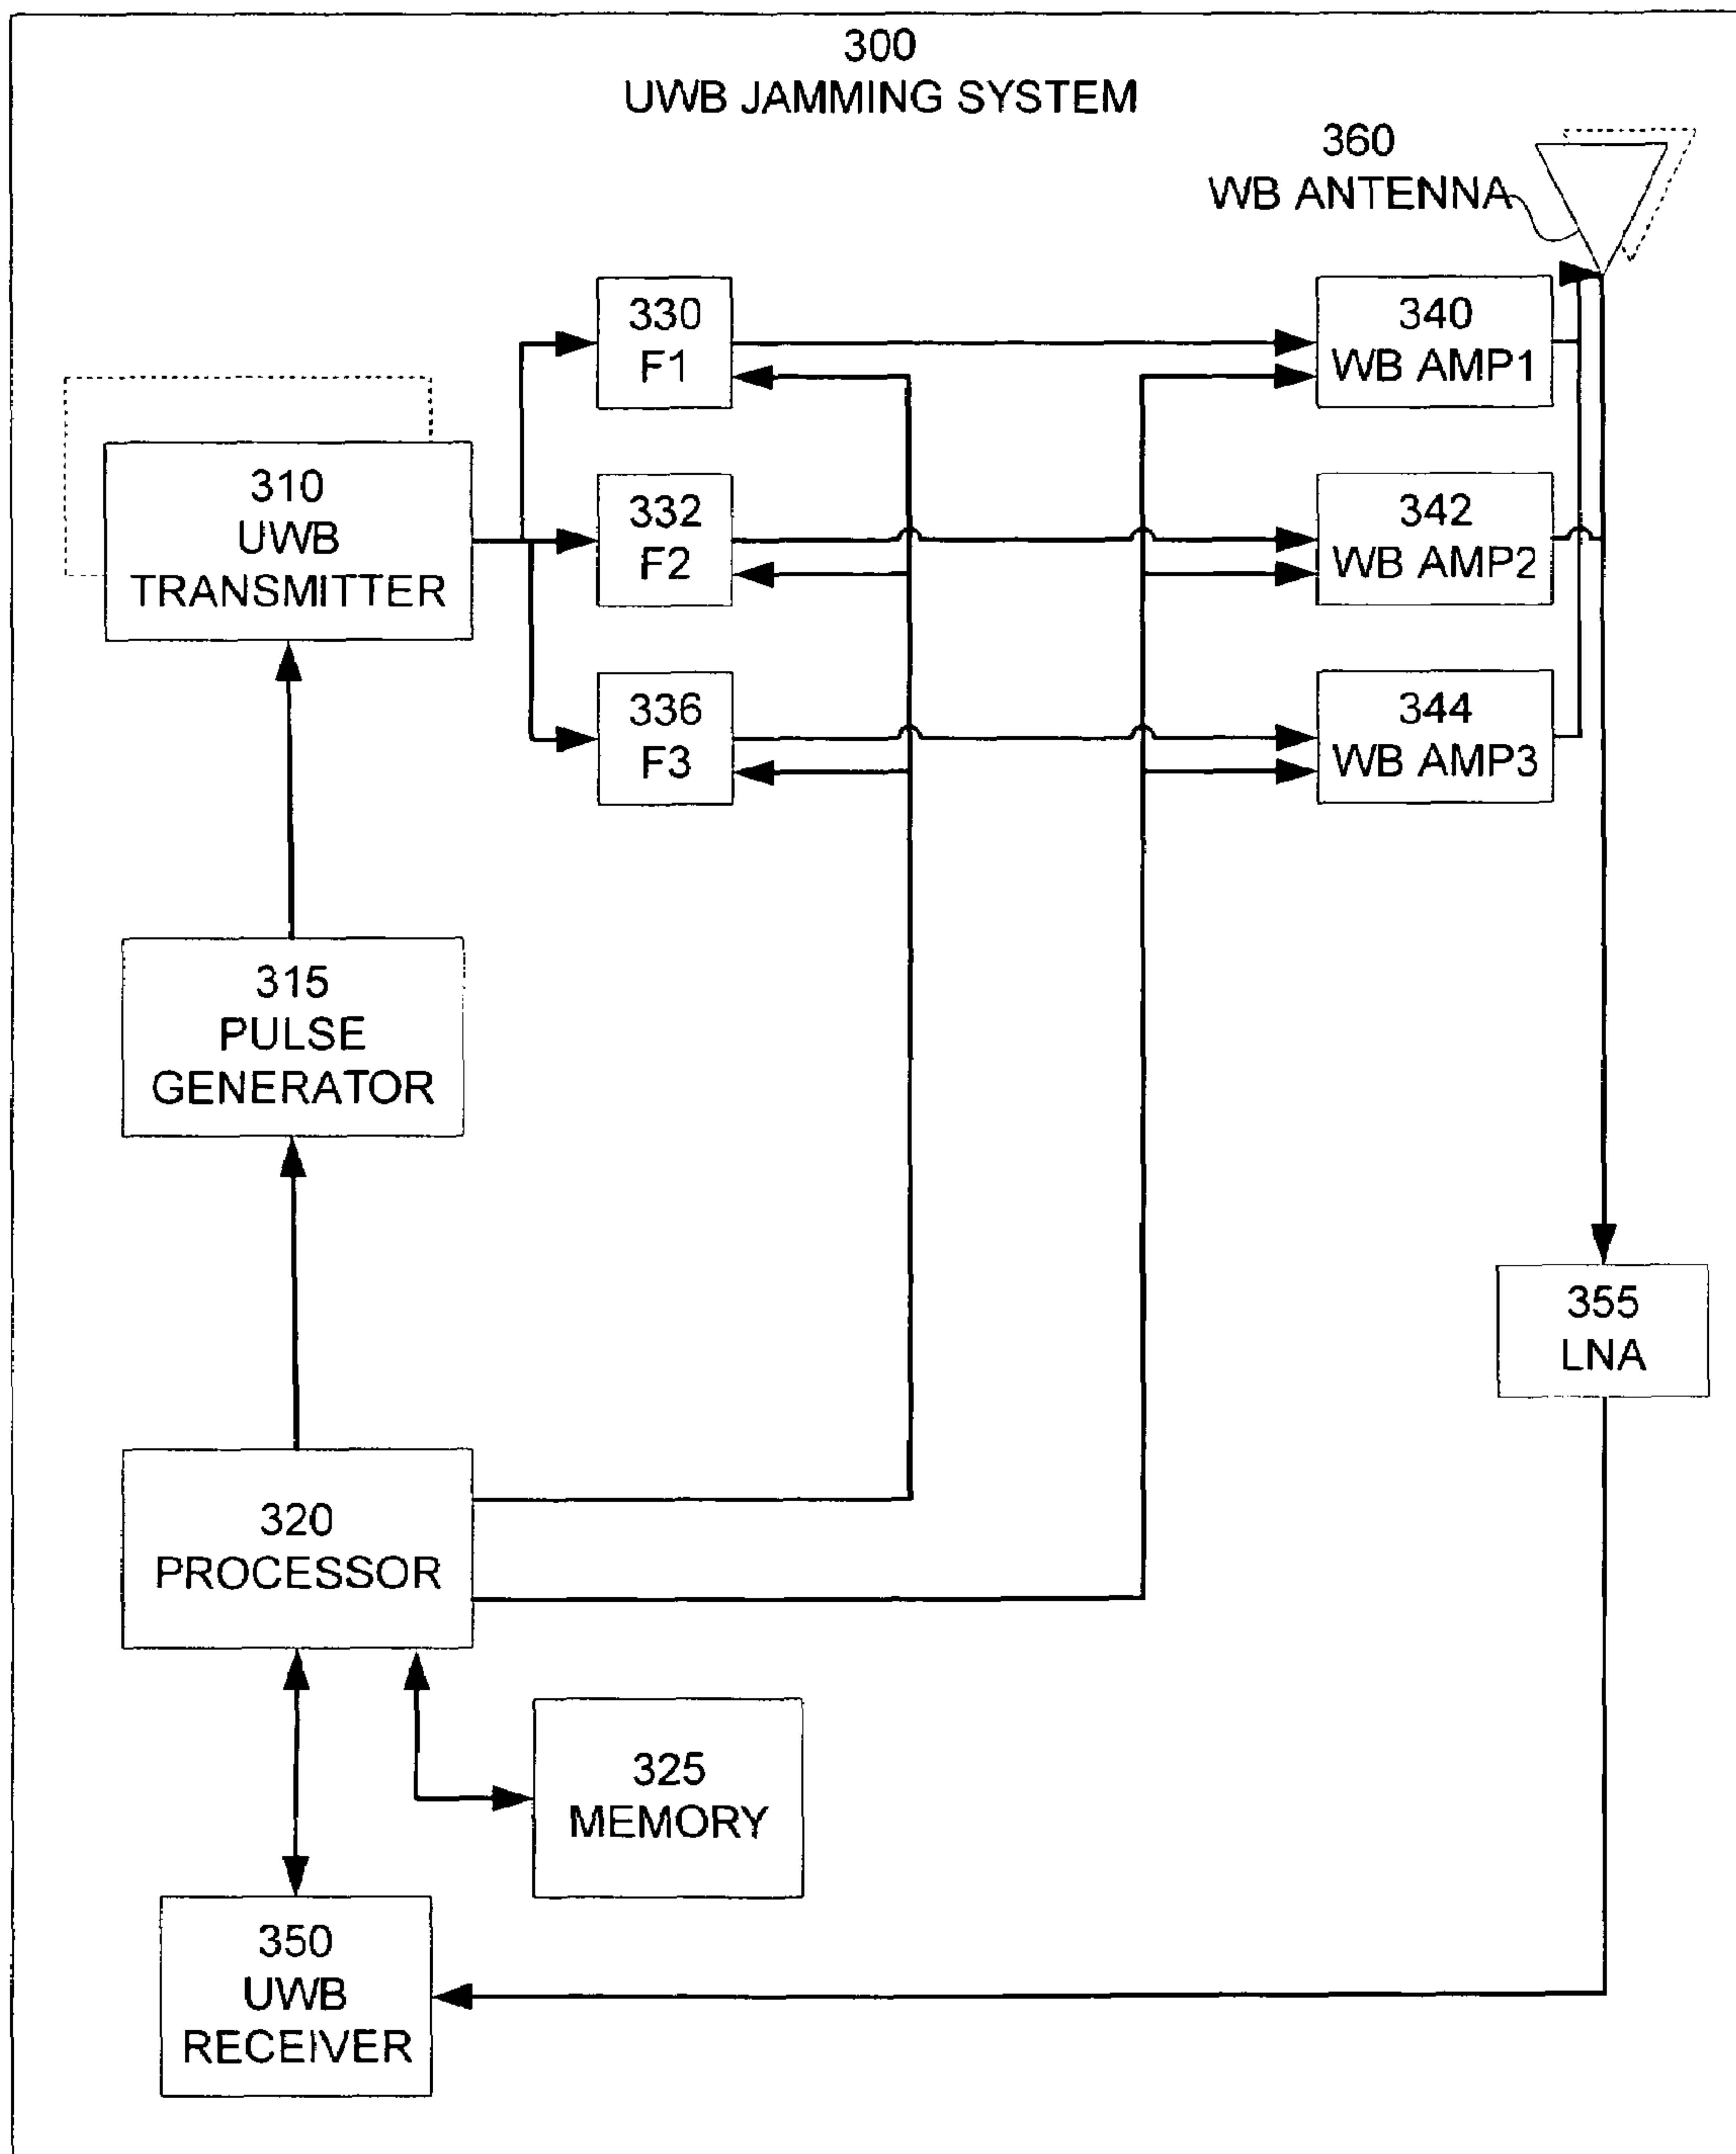 300
UWB JAMMING SYSTEM
360
WB ANTENNA
330
F1
340
WB AMP1
310
UWB
TRANSMITTER
332
F2
342
WB AMP2
336
F3
344
WB AMP3
315
PULSE
GENERATOR
355
LNA
320
PROCESSOR
325
MEMORY
350
UWB
RECEIVER